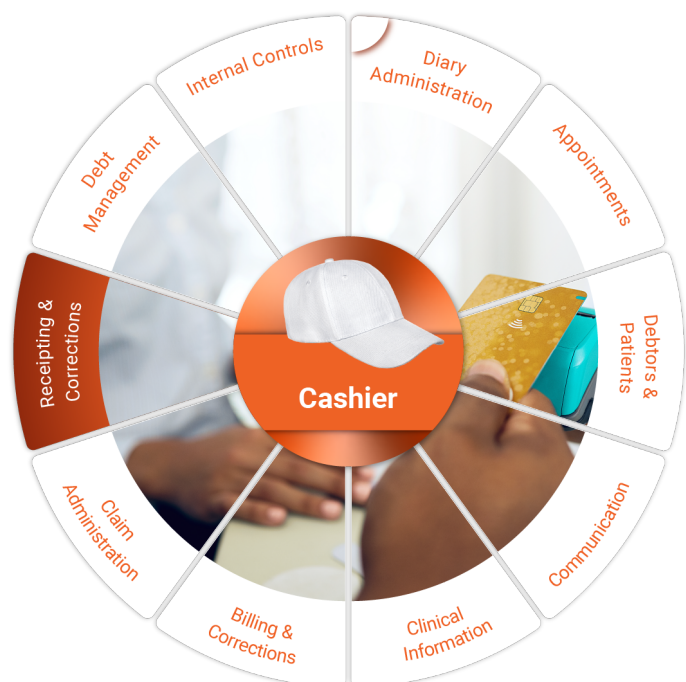 Internal Controls
Diary
Administration
Appointments
Debtors &
Patients
Communication
Clinical
Information
Billing &
Corrections
Claim
Administration
Receipting &
Corrections
Debt
Management
Cashier